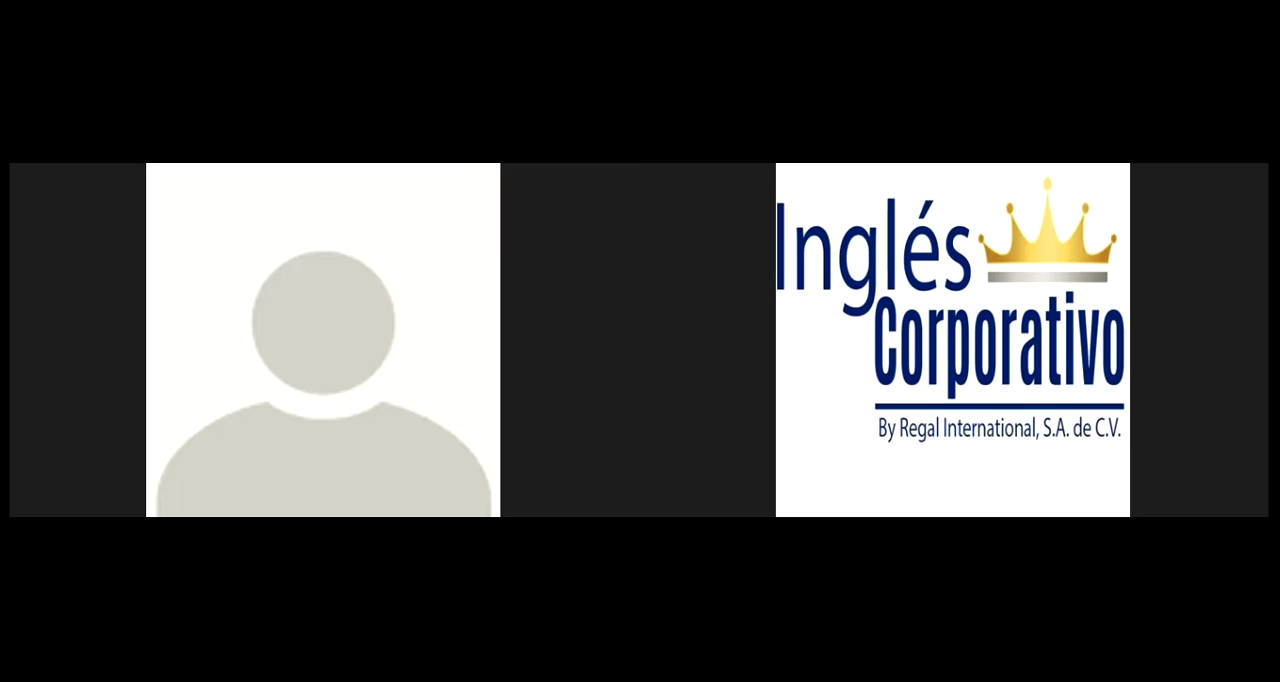 Inglés
Corporativo
By Regal International, S.A. de C.V.